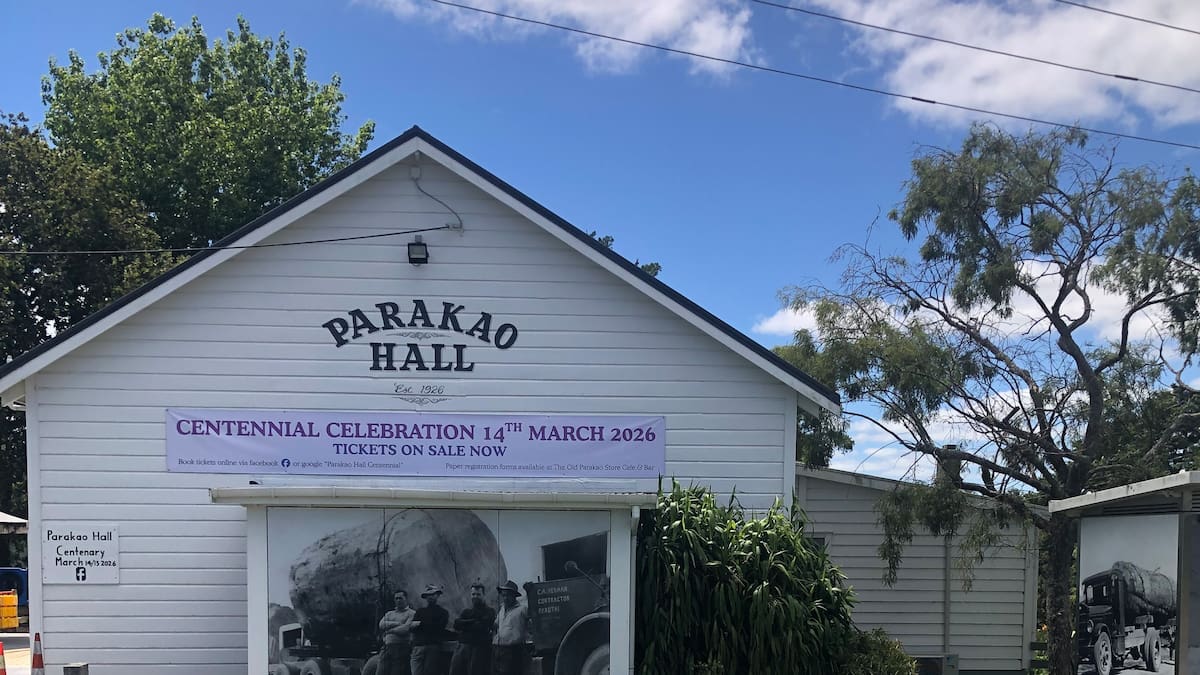 PARAKAO
HALL
Est. 1926
CENTENNIAL CELEBRATION 14TH MARCH 2026
TICKETS ON SALE NOW
Book tickets online via facebook or google "Parakao Hall Centennial"
Paper registration forms available at The Old Parakao Store Cafe & Bar
Parakao Hall
Centenary
March 14/15 2026
CONTRACTOR